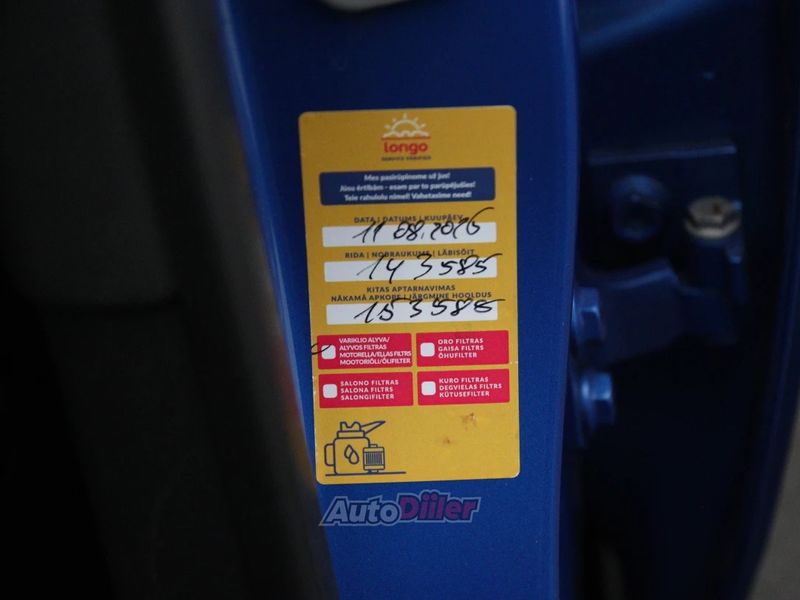 longo
SERVICE PARTNER
Mes pasirūpinome už jus!
Jūsu ērtībām - esam par to parūpējušies!
Teie rahulolu nimel! Vahetasime need!
DATA | DATUMS | KUUPÄEV
11 08.2026
RIDA | NOBRAUKUMS | LÄBISÕIT
143585
KITAS APTARNAVIMAS
NĀKAMĀ APKOPE | JÄRGMINE HOOLDUS
153585
VARIKLIO ALYVA/
ALYVOS FILTRAS
MOTOREĻĻA/EĻĻAS FILTRS
MOOTORIÕLI/ÕLIFILTER
ORO FILTRAS
GAISA FILTRS
ÕHUFILTER
SALONO FILTRAS
SALONA FILTRS
SALONGIFILTER
KURO FILTRAS
DEGVIELAS FILTRS
KÜTUSEFILTER
AutoDiiler